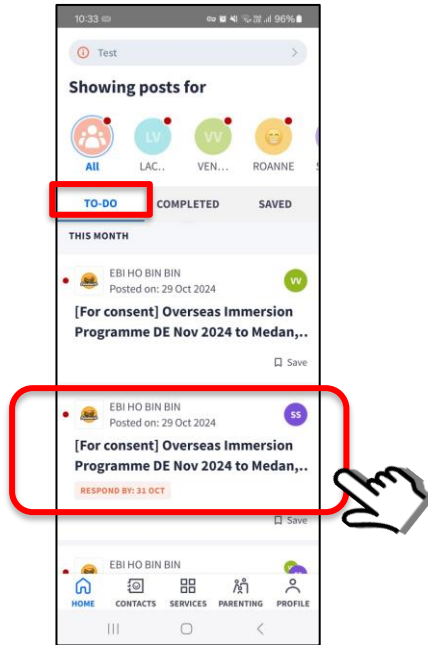 10:33
96%
Test
Showing posts for
LV
VV
All
LAC..
VEN...
ROANNE
TO-DO
COMPLETED
SAVED
THIS MONTH
EBI HO BIN BIN
Posted on: 29 Oct 2024
VV
[For consent] Overseas Immersion
Programme DE Nov 2024 to Medan,..
Save
EBI HO BIN BIN
Posted on: 29 Oct 2024
SS
[For consent] Overseas Immersion
Programme DE Nov 2024 to Medan,..
RESPOND BY: 31 OCT
Save
EBI HO BIN BIN
HOME
CONTACTS
SERVICES
PARENTING
PROFILE